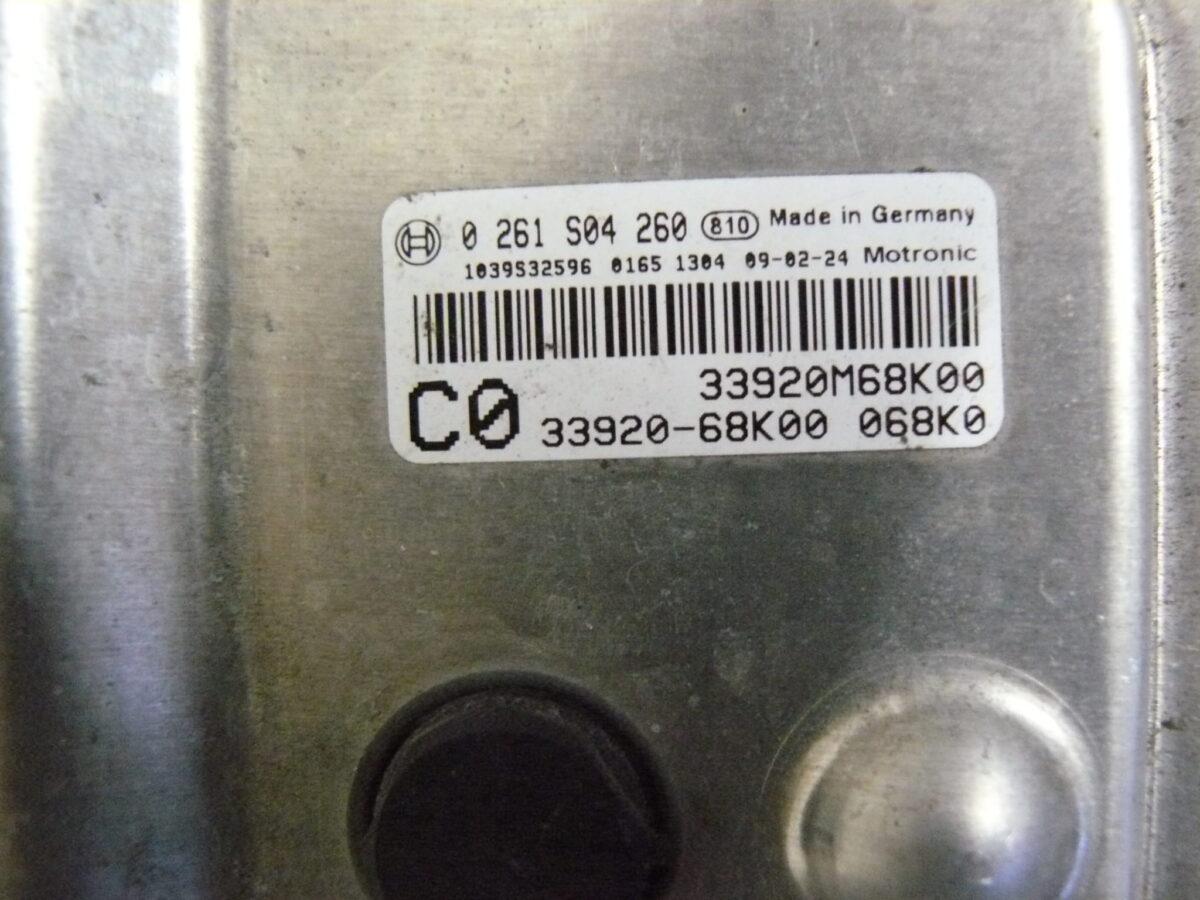 0 261 S04 260 810 Made in Germany
1039S32596 0165 1304 09-02-24 Motronic
33920M68K00
C0 33920-68K00 068K0